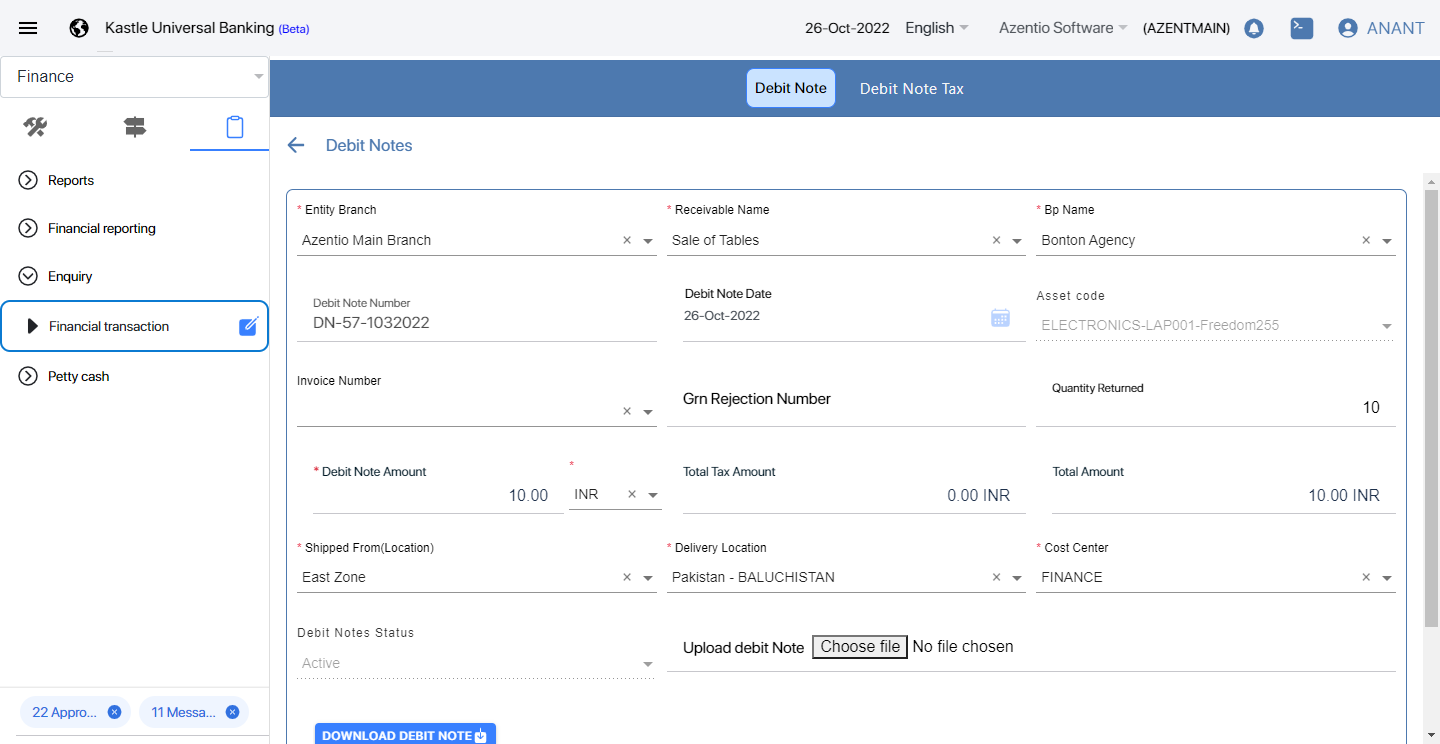 Kastle Universal Banking (Beta)
26-Oct-2022 English Azentio Software (AZENTMAIN) ANANT
Finance
Debit Note Debit Note Tax
Reports
Financial reporting
Enquiry
Financial transaction
Petty cash
22 Appro... 11 Messa...
Debit Notes
* Entity Branch * Receivable Name * Bp Name
Azentio Main Branch × Sale of Tables × Bonton Agency ×
Debit Note Number Debit Note Date Asset code
DN-57-1032022 26-Oct-2022 ELECTRONICS-LAP001-Freedom255
Invoice Number Grn Rejection Number Quantity Returned
× 10
* Debit Note Amount * Total Tax Amount Total Amount
10.00 INR × 0.00 INR 10.00 INR
* Shipped From(Location) * Delivery Location * Cost Center
East Zone × Pakistan - BALUCHISTAN × FINANCE ×
Debit Notes Status Upload debit Note Choose file No file chosen
Active
DOWNLOAD DEBIT NOTE